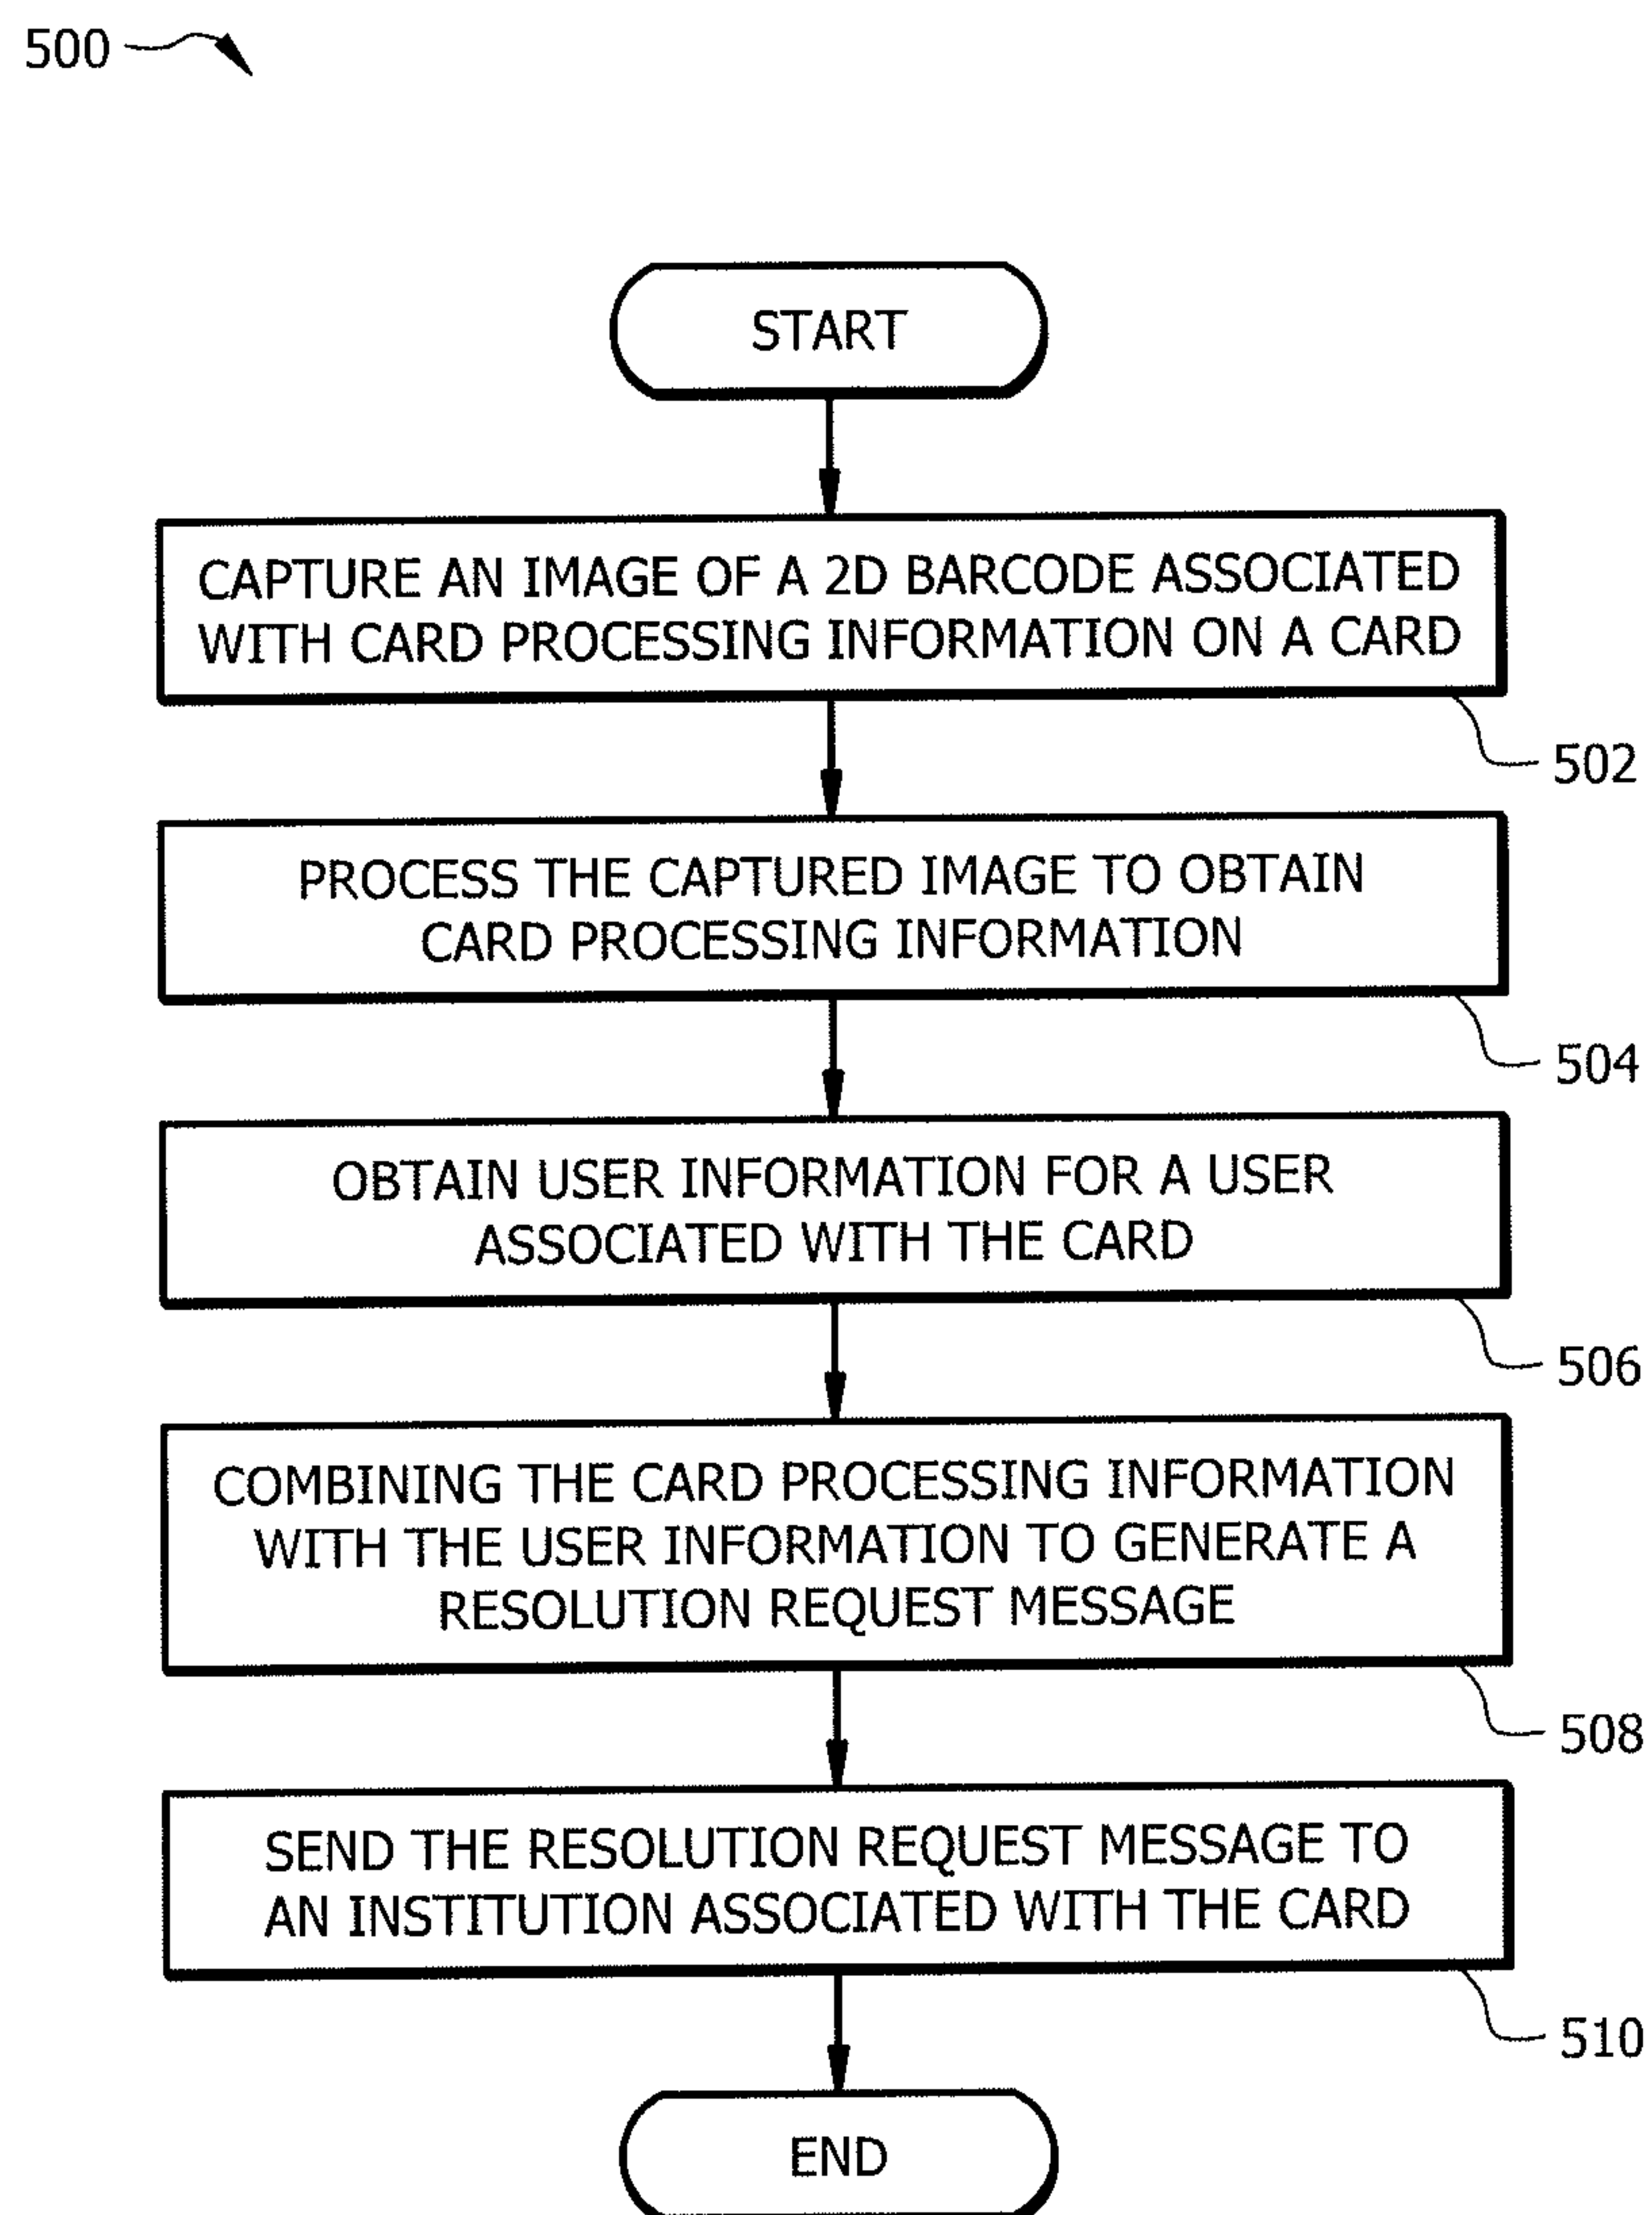 500
START
CAPTURE AN IMAGE OF A 2D BARCODE ASSOCIATED
WITH CARD PROCESSING INFORMATION ON A CARD
502
PROCESS THE CAPTURED IMAGE TO OBTAIN
CARD PROCESSING INFORMATION
504
OBTAIN USER INFORMATION FOR A USER
ASSOCIATED WITH THE CARD
506
COMBINING THE CARD PROCESSING INFORMATION
WITH THE USER INFORMATION TO GENERATE A
RESOLUTION REQUEST MESSAGE
508
SEND THE RESOLUTION REQUEST MESSAGE TO
AN INSTITUTION ASSOCIATED WITH THE CARD
510
END